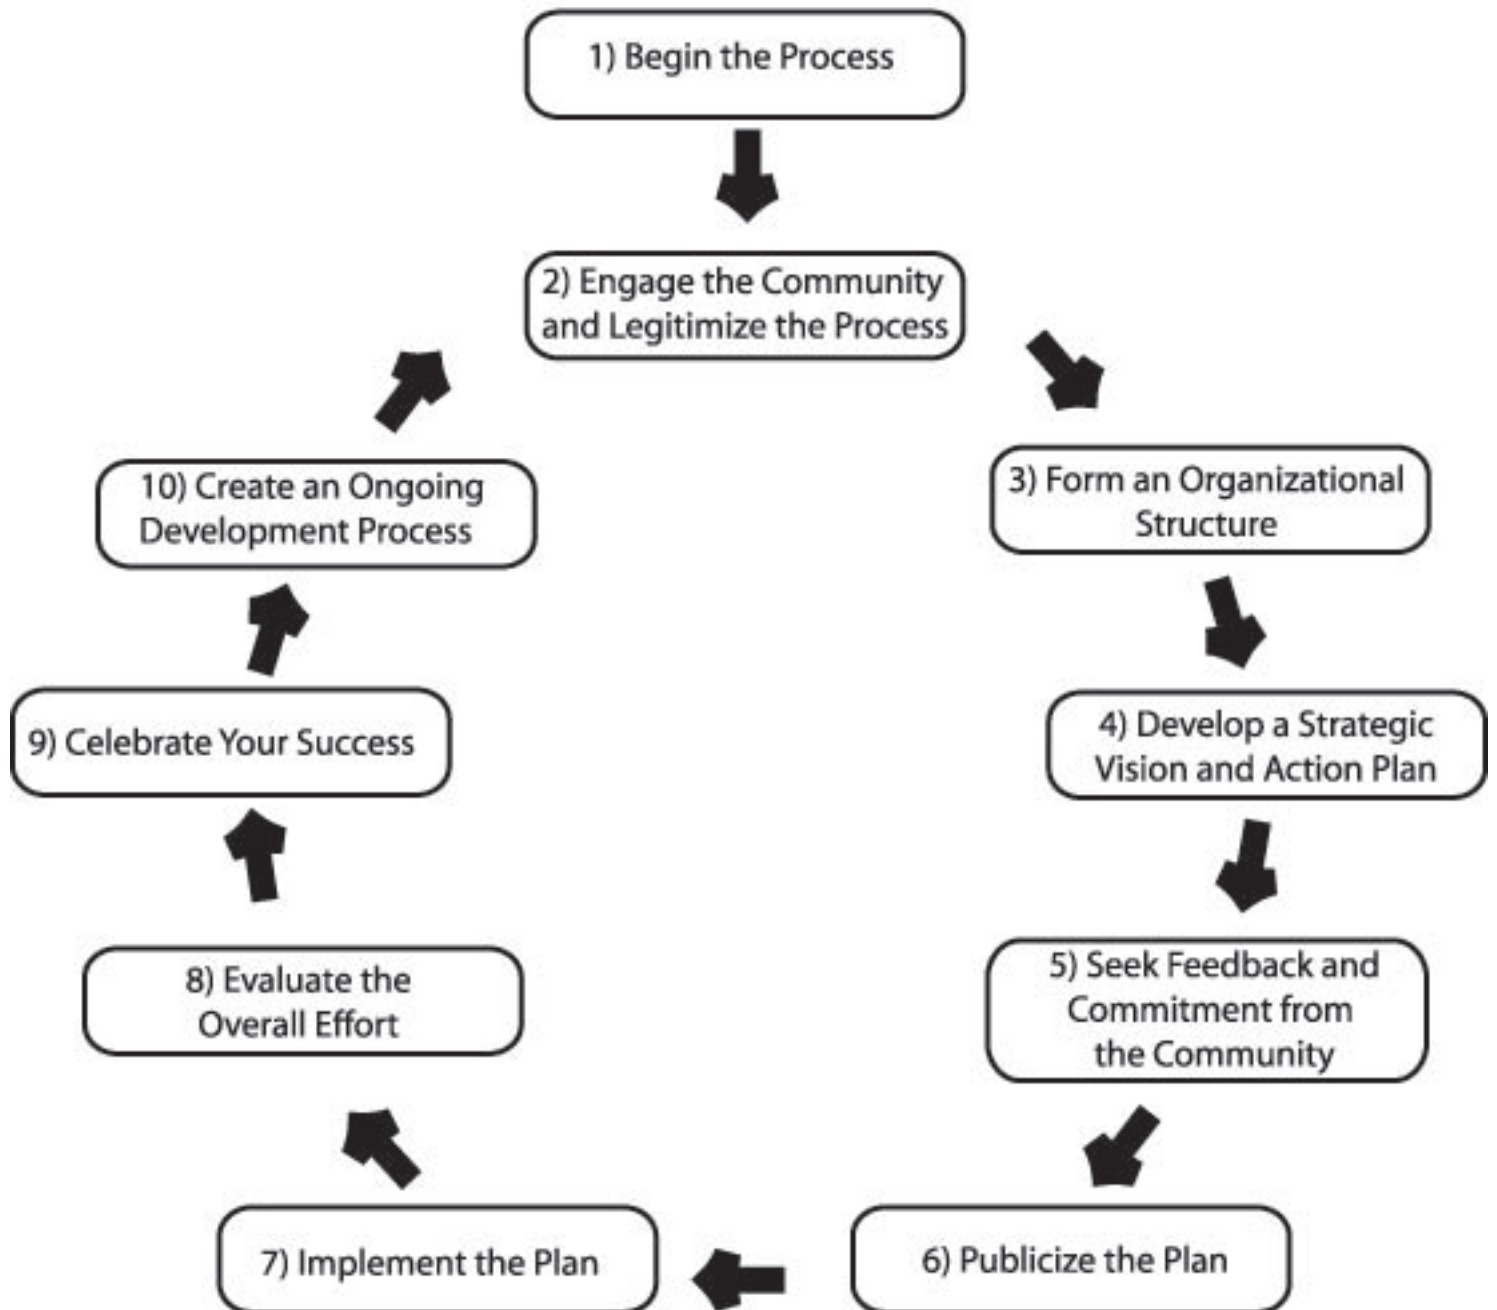 1) Begin the Process
2) Engage the Community
and Legitimize the Process
3) Form an Organizational
Structure
4) Develop a Strategic
Vision and Action Plan
5) Seek Feedback and
Commitment from
the Community
6) Publicize the Plan
7) Implement the Plan
8) Evaluate the
Overall Effort
9) Celebrate Your Success
10) Create an Ongoing
Development Process